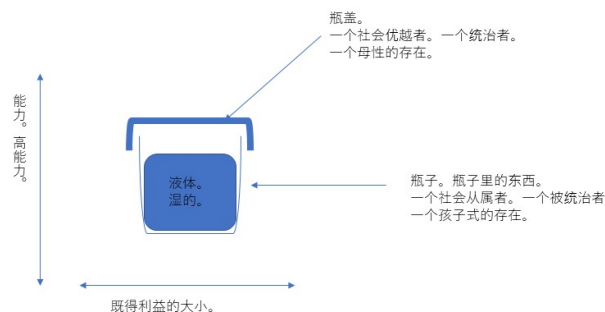 瓶盖。
一个社会优越者。一个统治者。
一个母性的存在。
能力。高能力。
液体。
湿的。
瓶子。瓶子里的东西。
一个社会从属者。一个被统治者
一个孩子式的存在。
既得利益的大小。